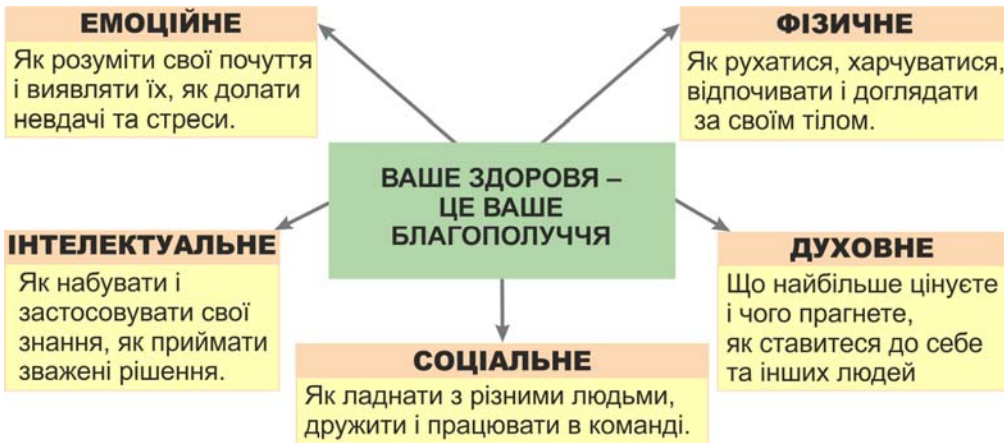 ЕМОЦІЙНЕ
Як розуміти свої почуття
і виявляти їх, як долати
невдачі та стреси.
ФІЗИЧНЕ
Як рухатися, харчуватися,
відпочивати і доглядати
за своїм тілом.
ВАШЕ ЗДОРОВЯ –
ЦЕ ВАШЕ
БЛАГОПОЛУЧЧЯ
ІНТЕЛЕКТУАЛЬНЕ
Як набувати і
застосовувати свої
знання, як приймати
зважені рішення.
СОЦІАЛЬНЕ
Як ладнати з різними людьми,
дружити і працювати в команді.
ДУХОВНЕ
Що найбільше цінуєте
і чого прагнете,
як ставитеся до себе
та інших людей